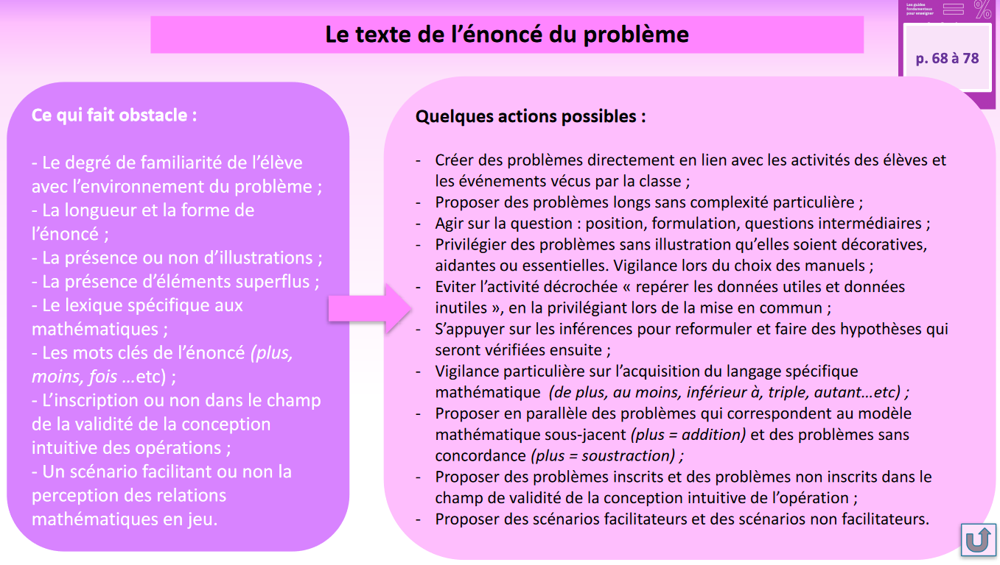 Les guides
fondamentaux
pour enseigner
%
Le texte de l’énoncé du problème
p. 68 à 78
Ce qui fait obstacle :
- Le degré de familiarité de l’élève
avec l’environnement du problème ;
- La longueur et la forme de
l’énoncé ;
- La présence ou non d’illustrations ;
- La présence d’éléments superflus ;
- Le lexique spécifique aux
mathématiques ;
- Les mots clés de l’énoncé (plus,
moins, fois …etc) ;
- L’inscription ou non dans le champ
de la validité de la conception
intuitive des opérations ;
- Un scénario facilitant ou non la
perception des relations
mathématiques en jeu.
Quelques actions possibles :
- Créer des problèmes directement en lien avec les activités des élèves et
les événements vécus par la classe ;
- Proposer des problèmes longs sans complexité particulière ;
- Agir sur la question : position, formulation, questions intermédiaires ;
- Privilégier des problèmes sans illustration qu’elles soient décoratives,
aidantes ou essentielles. Vigilance lors du choix des manuels ;
- Eviter l’activité décrochée « repérer les données utiles et données
inutiles », en la privilégiant lors de la mise en commun ;
- S’appuyer sur les inférences pour reformuler et faire des hypothèses qui
seront vérifiées ensuite ;
- Vigilance particulière sur l’acquisition du langage spécifique
mathématique (de plus, au moins, inférieur à, triple, autant…etc) ;
- Proposer en parallèle des problèmes qui correspondent au modèle
mathématique sous-jacent (plus = addition) et des problèmes sans
concordance (plus = soustraction) ;
- Proposer des problèmes inscrits et des problèmes non inscrits dans le
champ de validité de la conception intuitive de l’opération ;
- Proposer des scénarios facilitateurs et des scénarios non facilitateurs.